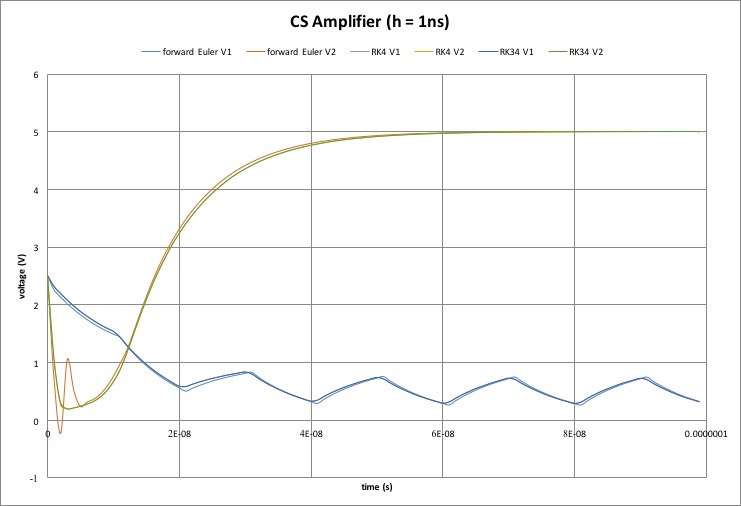 CS Amplifier (h = 1ns)
forward Euler V1 forward Euler V2 RK4 V1 RK4 V2 RK34 V1 RK34 V2
6
5
4
3
2
1
0
-1
voltage (V)
0 2E-08 4E-08 6E-08 8E-08 0.0000001
time (s)